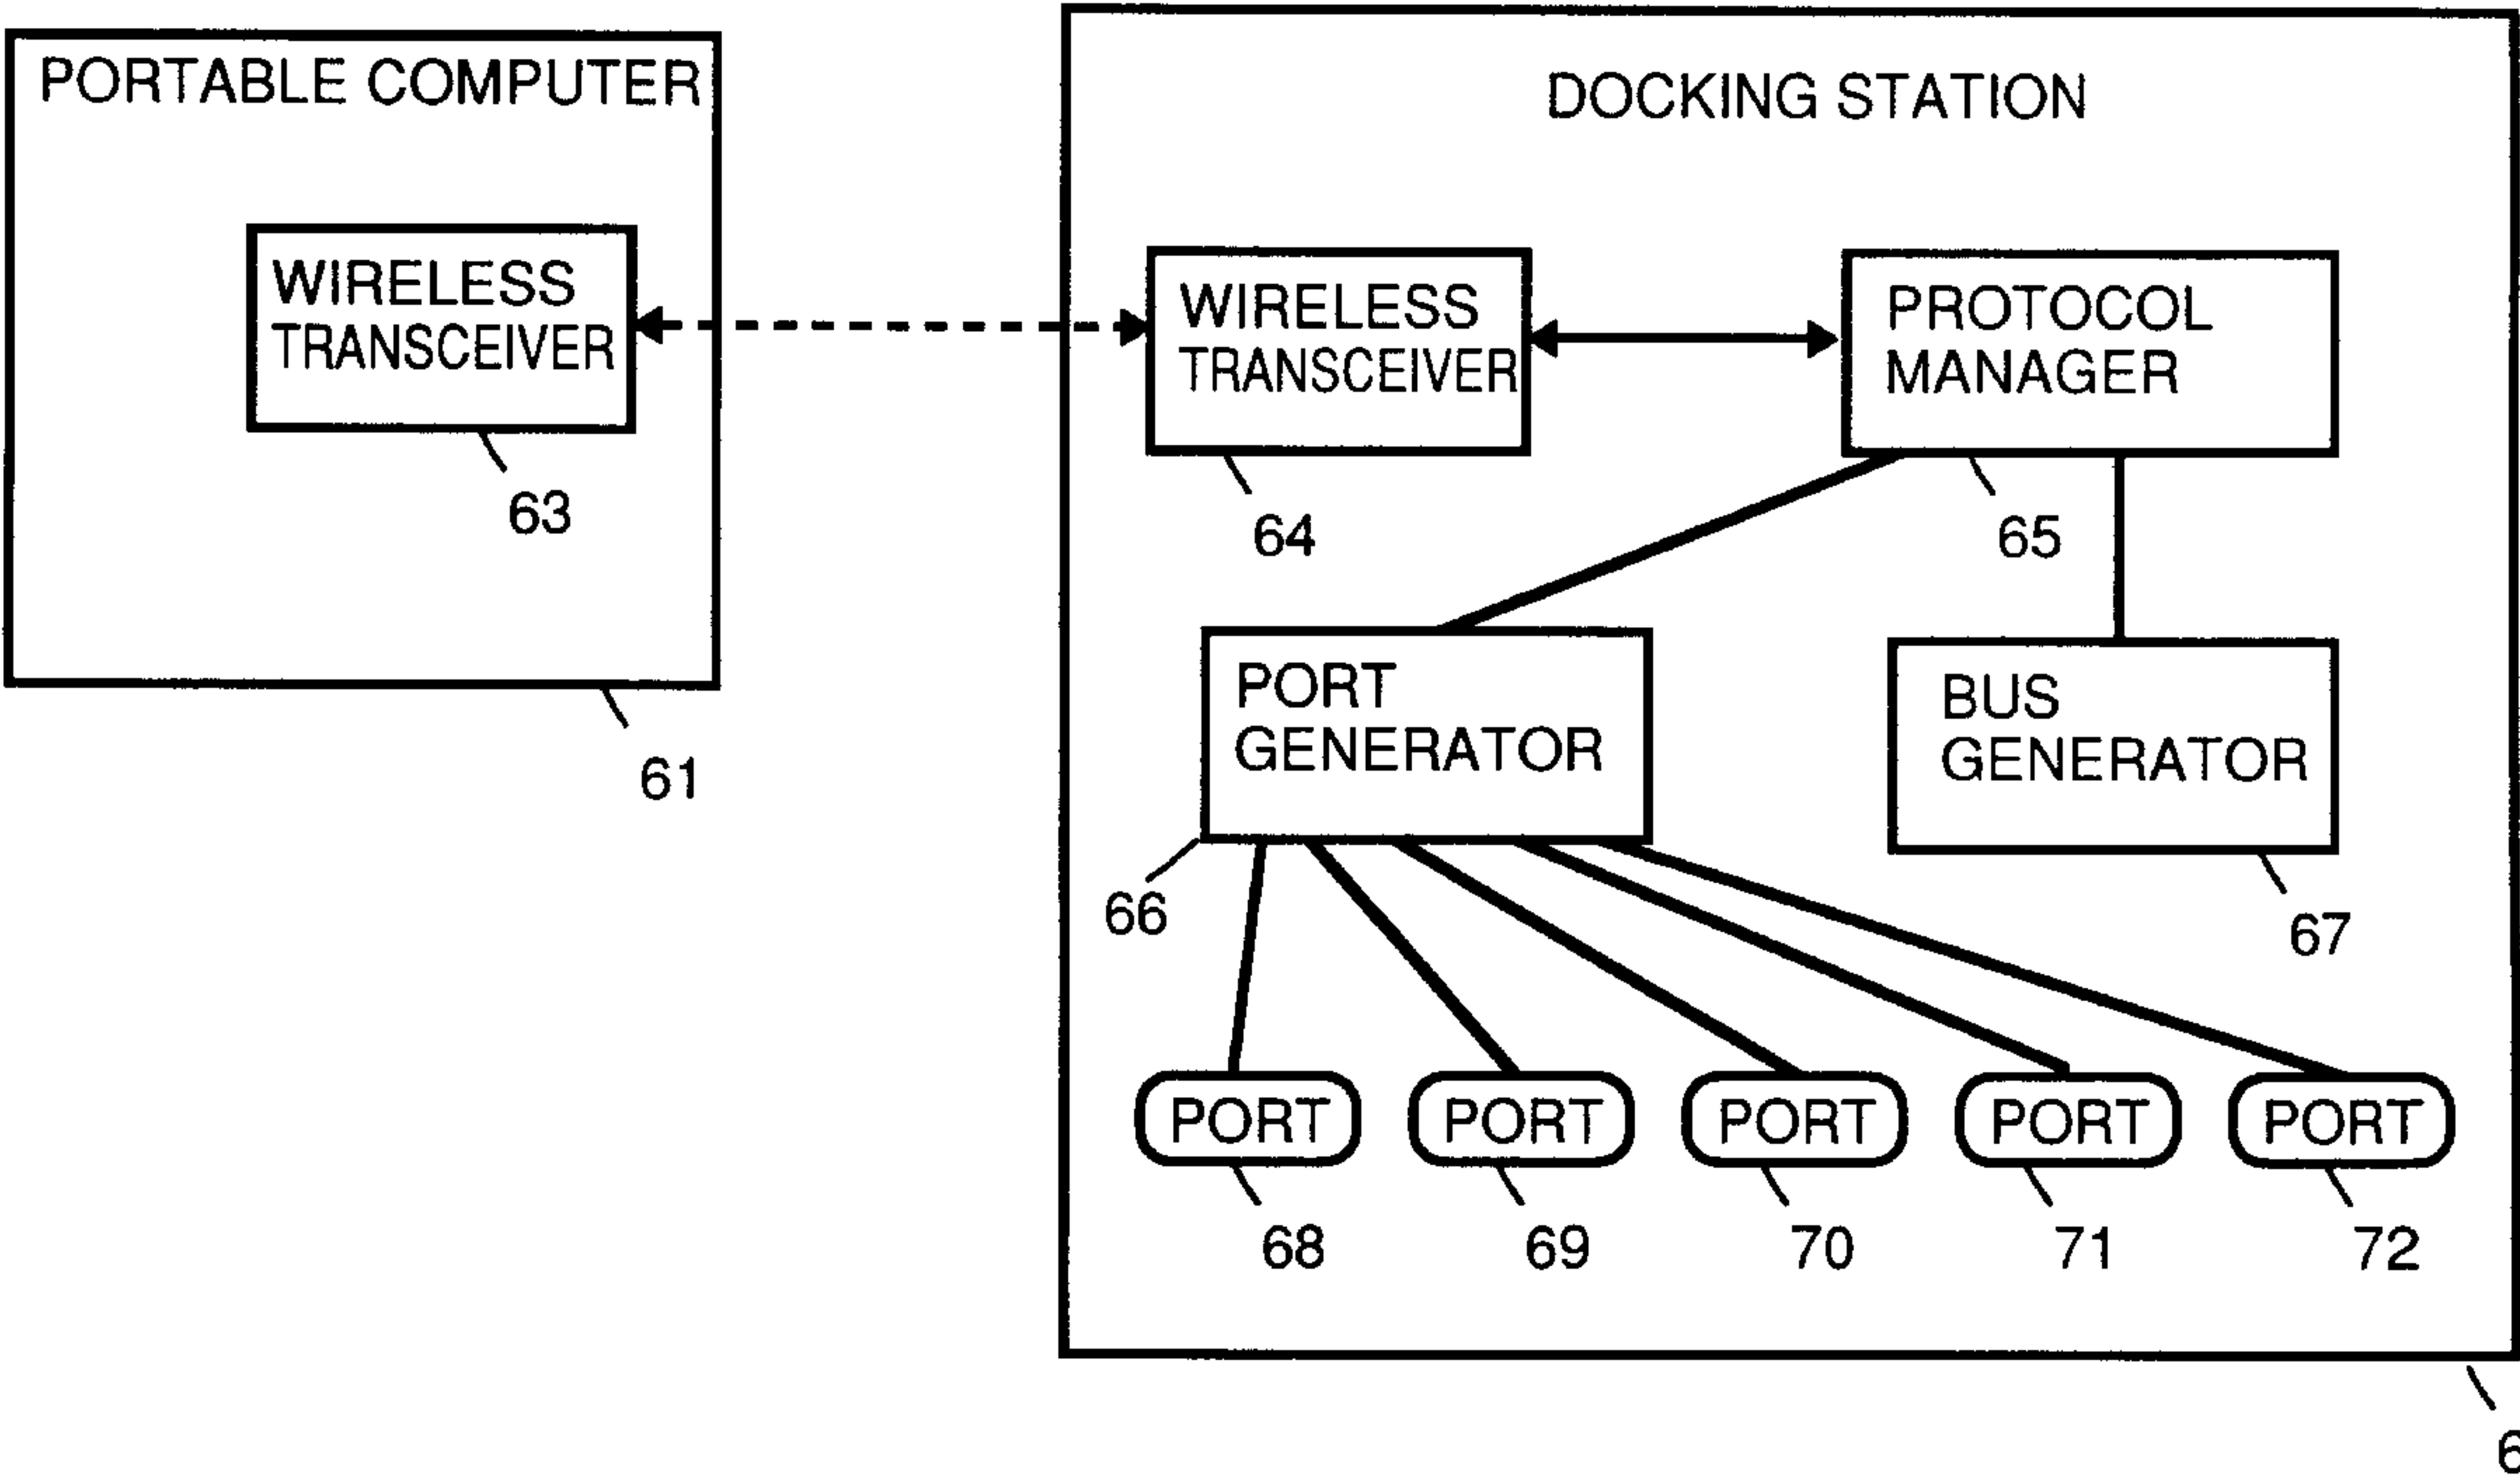 PORTABLE COMPUTER
WIRELESS
TRANSCEIVER
63
61
DOCKING STATION
WIRELESS
TRANSCEIVER
64
PROTOCOL
MANAGER
65
PORT
GENERATOR
66
BUS
GENERATOR
67
PORT
PORT
PORT
PORT
PORT
68
69
70
71
72